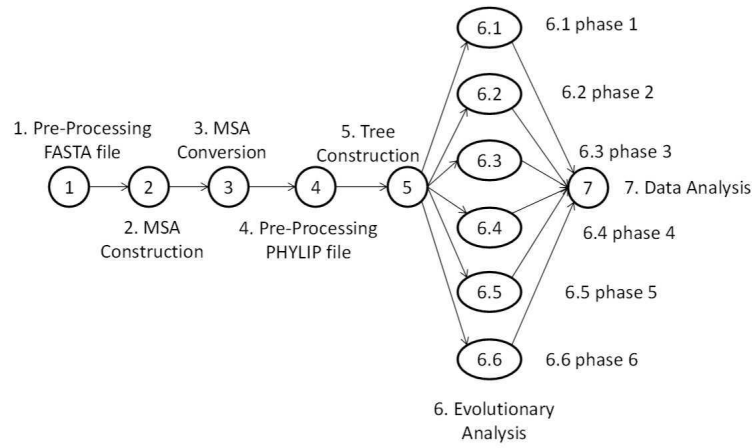 6.1
6.1 phase 1
6.2
6.2 phase 2
1. Pre-Processing
FASTA file
3. MSA
Conversion
5. Tree
Construction
6.3
6.3 phase 3
1
2
3
4
5
7
7. Data Analysis
2. MSA
Construction
4. Pre-Processing
PHYLIP file
6.4
6.4 phase 4
6.5
6.5 phase 5
6.6
6.6 phase 6
6. Evolutionary
Analysis